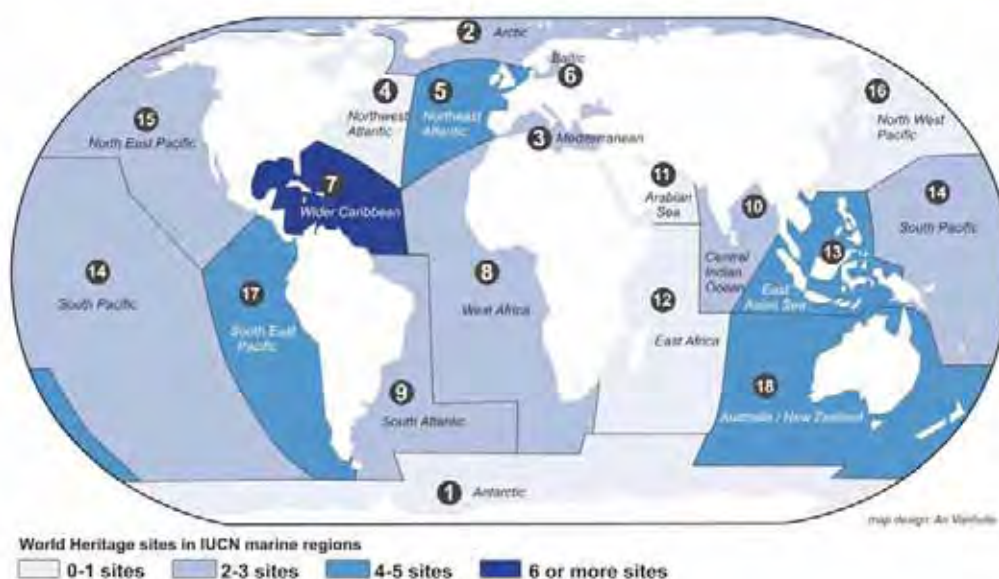 2 Arctic
Baltic
6
4
Northwest
Atlantic
5
Northeast
Atlantic
3 Mediterranean
15
North East Pacific
16
North West
Pacific
7
Wider Caribbean
11
Arabian
Sea
10
Central
Indian
Ocean
14
South Pacific
13
East
Asian Sea
14
South Pacific
17
South East
Pacific
8
West Africa
12
East Africa
9
South Atlantic
18
Australia / New Zealand
1 Antarctic
map design: An
World Heritage sites in IUCN marine regions
0-1 sites 2-3 sites 4-5 sites 6 or more sites